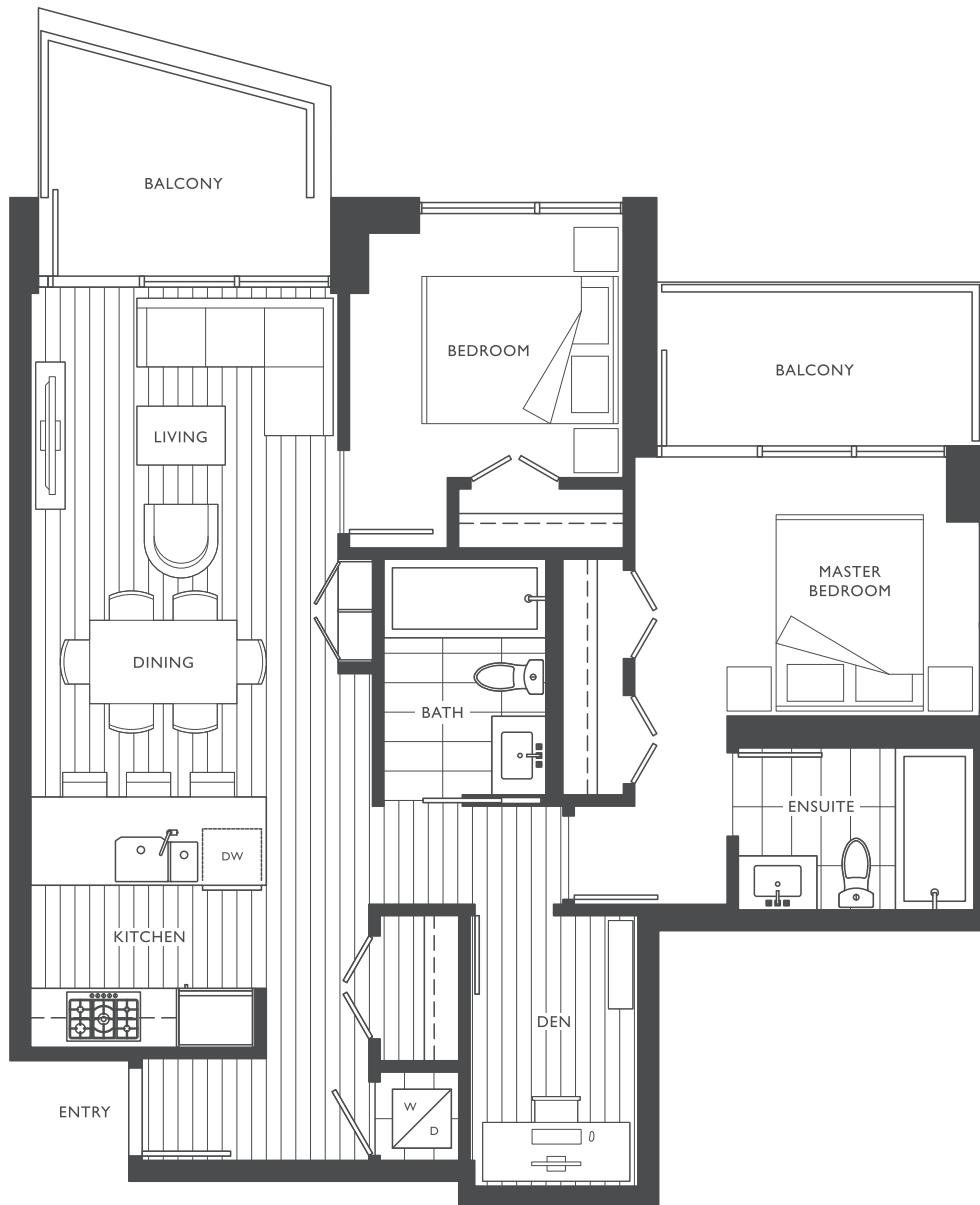 BALCONY
BEDROOM
BALCONY
LIVING
MASTER
BEDROOM
DINING
BATH
ENSUITE
DW
KITCHEN
DEN
ENTRY
W
D